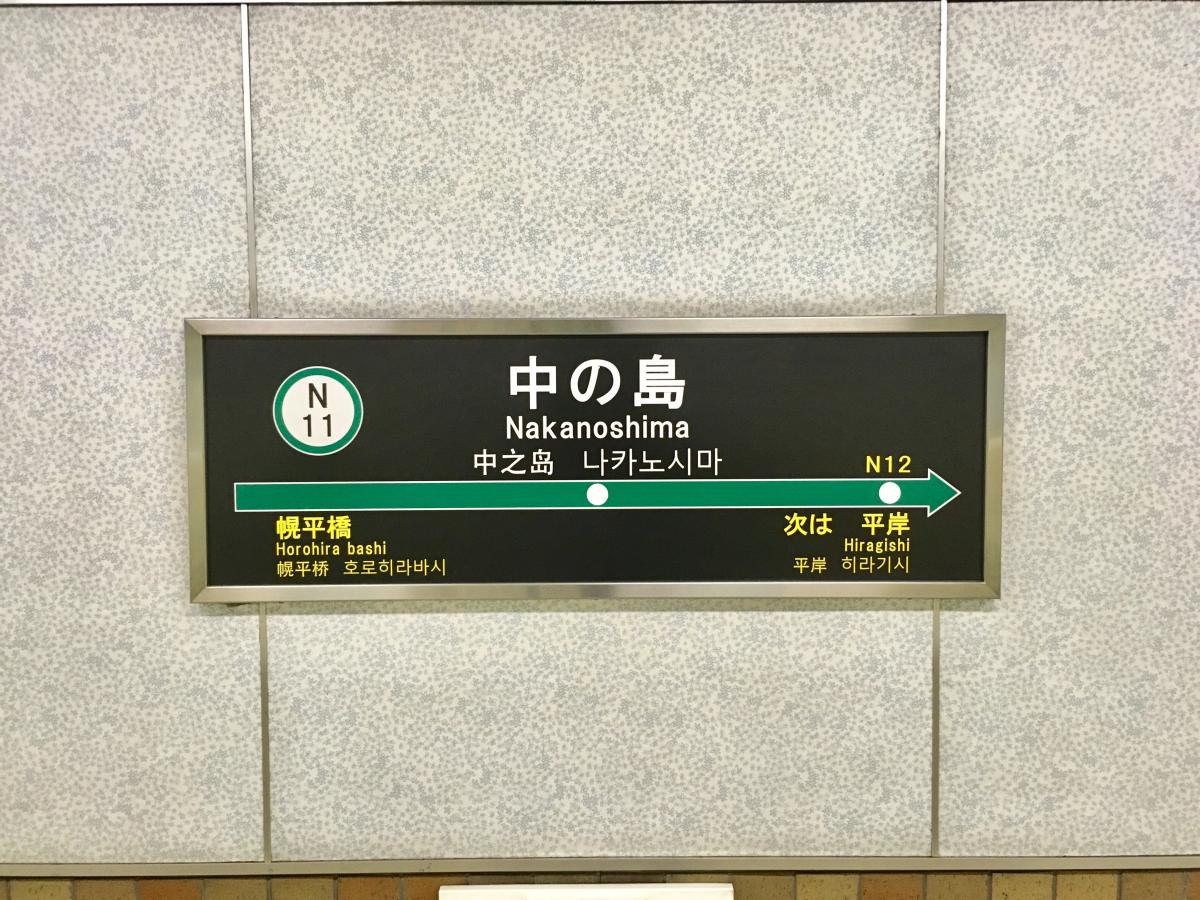 N
11
中の島
Nakanoshima
中之岛 나카노시마
N12
幌平橋
Horohira bashi
幌平桥 호로히라바시
次は 平岸
Hiragishi
平岸 히라기시